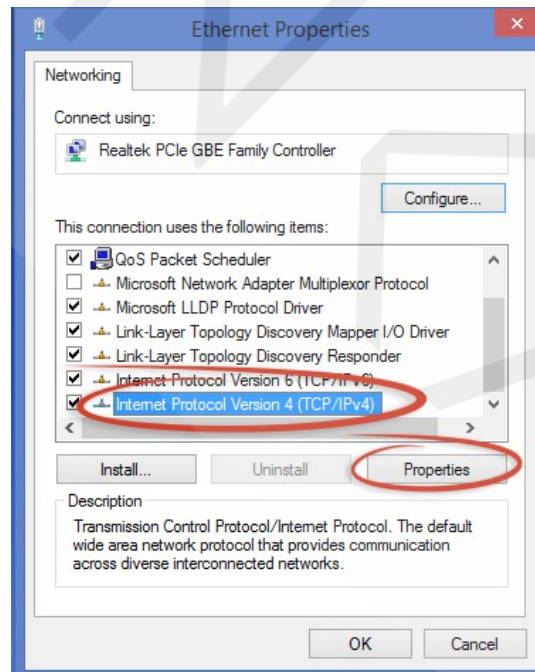 Ethernet Properties
Networking
Connect using:
Realtek PCIe GBE Family Controller
Configure...
This connection uses the following items:
QoS Packet Scheduler
Microsoft Network Adapter Multiplexor Protocol
Microsoft LLDP Protocol Driver
Link-Layer Topology Discovery Mapper I/O Driver
Link-Layer Topology Discovery Responder
Internet Protocol Version 6 (TCP/IPv6)
Internet Protocol Version 4 (TCP/IPv4)
Install...
Uninstall
Properties
Description
Transmission Control Protocol/Internet Protocol. The default
wide area network protocol that provides communication
across diverse interconnected networks.
OK
Cancel